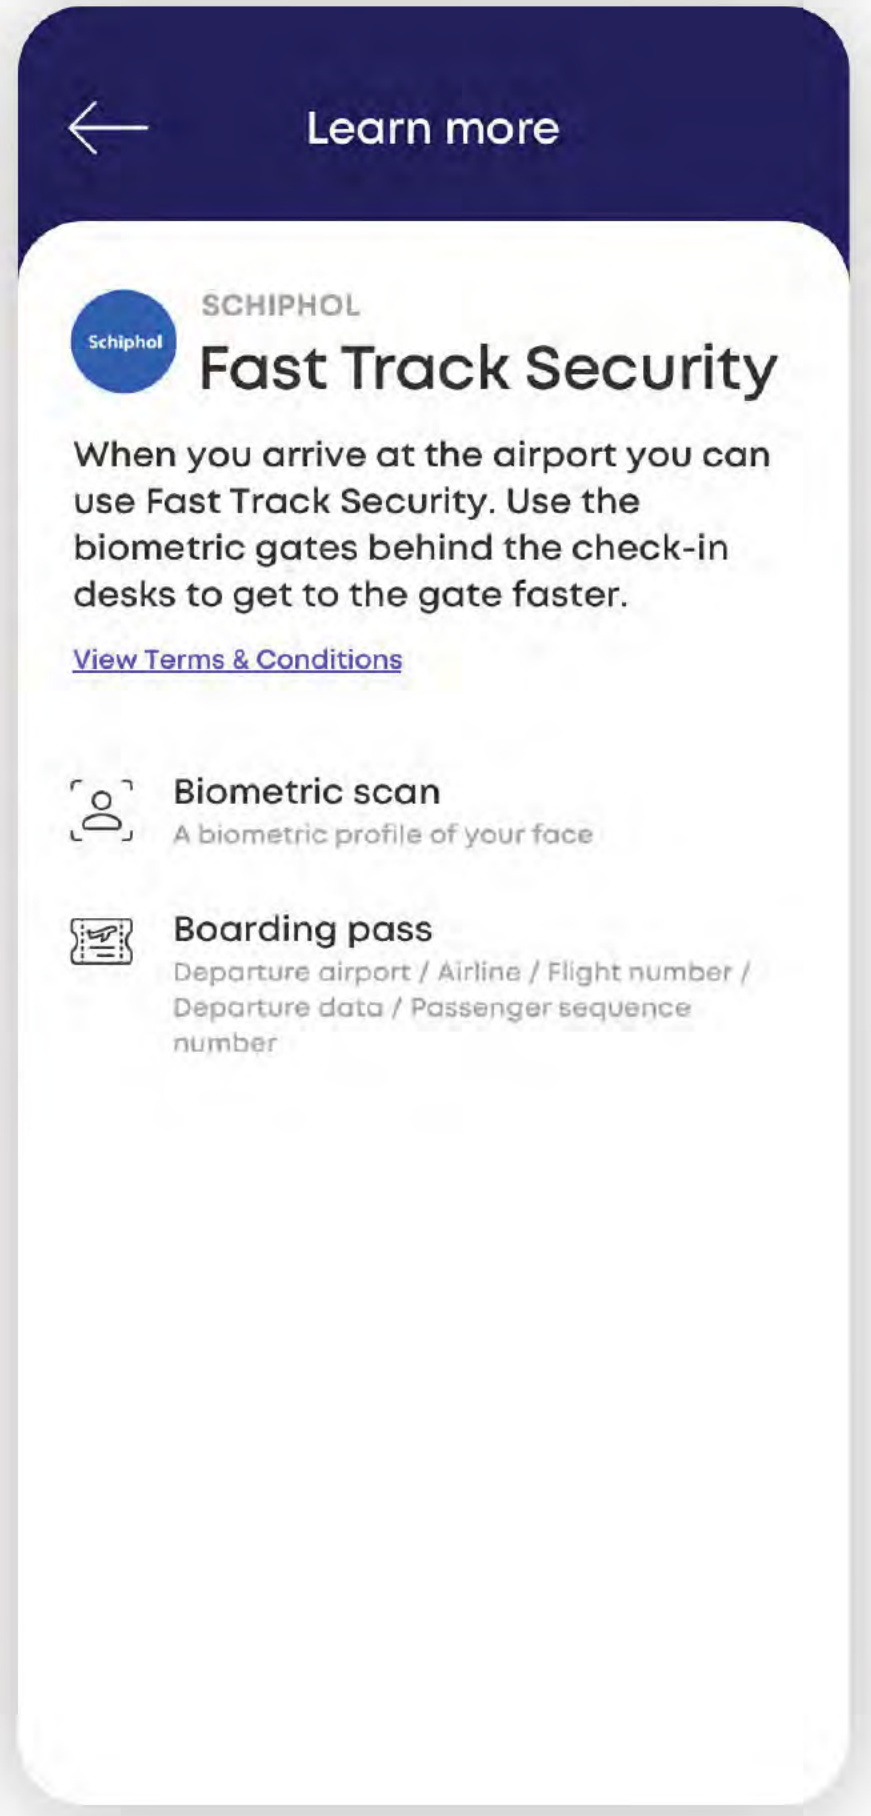 Learn more
SCHIPHOL
Schiphol
Fast Track Security
When you arrive at the airport you can
use Fast Track Security. Use the
biometric gates behind the check-in
desks to get to the gate faster.
View Terms & Conditions
Biometric scan
A biometric profile of your face
Boarding pass
Departure airport / Airline / Flight number /
Departure data / Passenger sequence
number